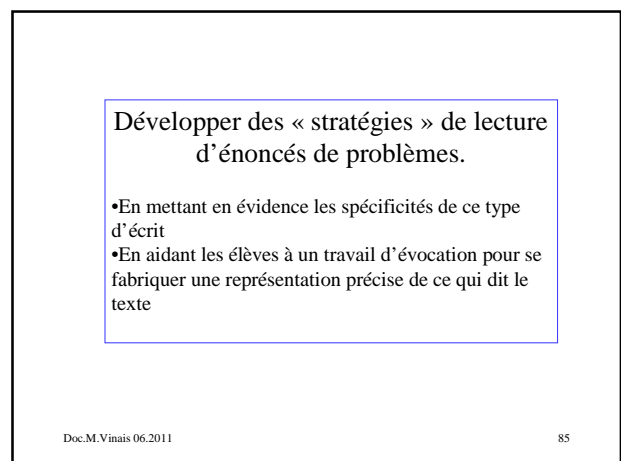 Développer des « stratégies » de lecture
d’énoncés de problèmes.
•En mettant en évidence les spécificités de ce type
d’écrit
•En aidant les élèves à un travail d’évocation pour se
fabriquer une représentation précise de ce qui dit le
texte
Doc.M.Vinais 06.2011
85